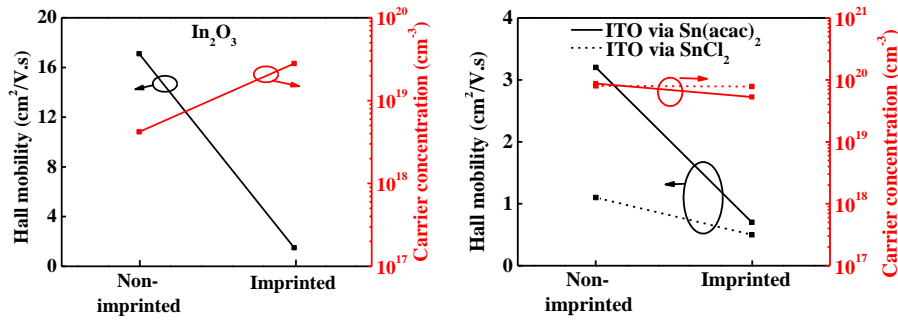 In₂O₃
Hall mobility (cm²/V.s)
20
16
12
8
4
0
Carrier concentration (cm⁻³)
10²⁰
10¹⁹
10¹⁸
10¹⁷
Non-
imprinted
Imprinted
ITO via Sn(acac)₂
ITO via SnCl₂
Hall mobility (cm²/V.s)
4
3
2
1
0
Carrier concentration (cm⁻³)
10²¹
10²⁰
10¹⁹
10¹⁸
10¹⁷
Non-
imprinted
Imprinted